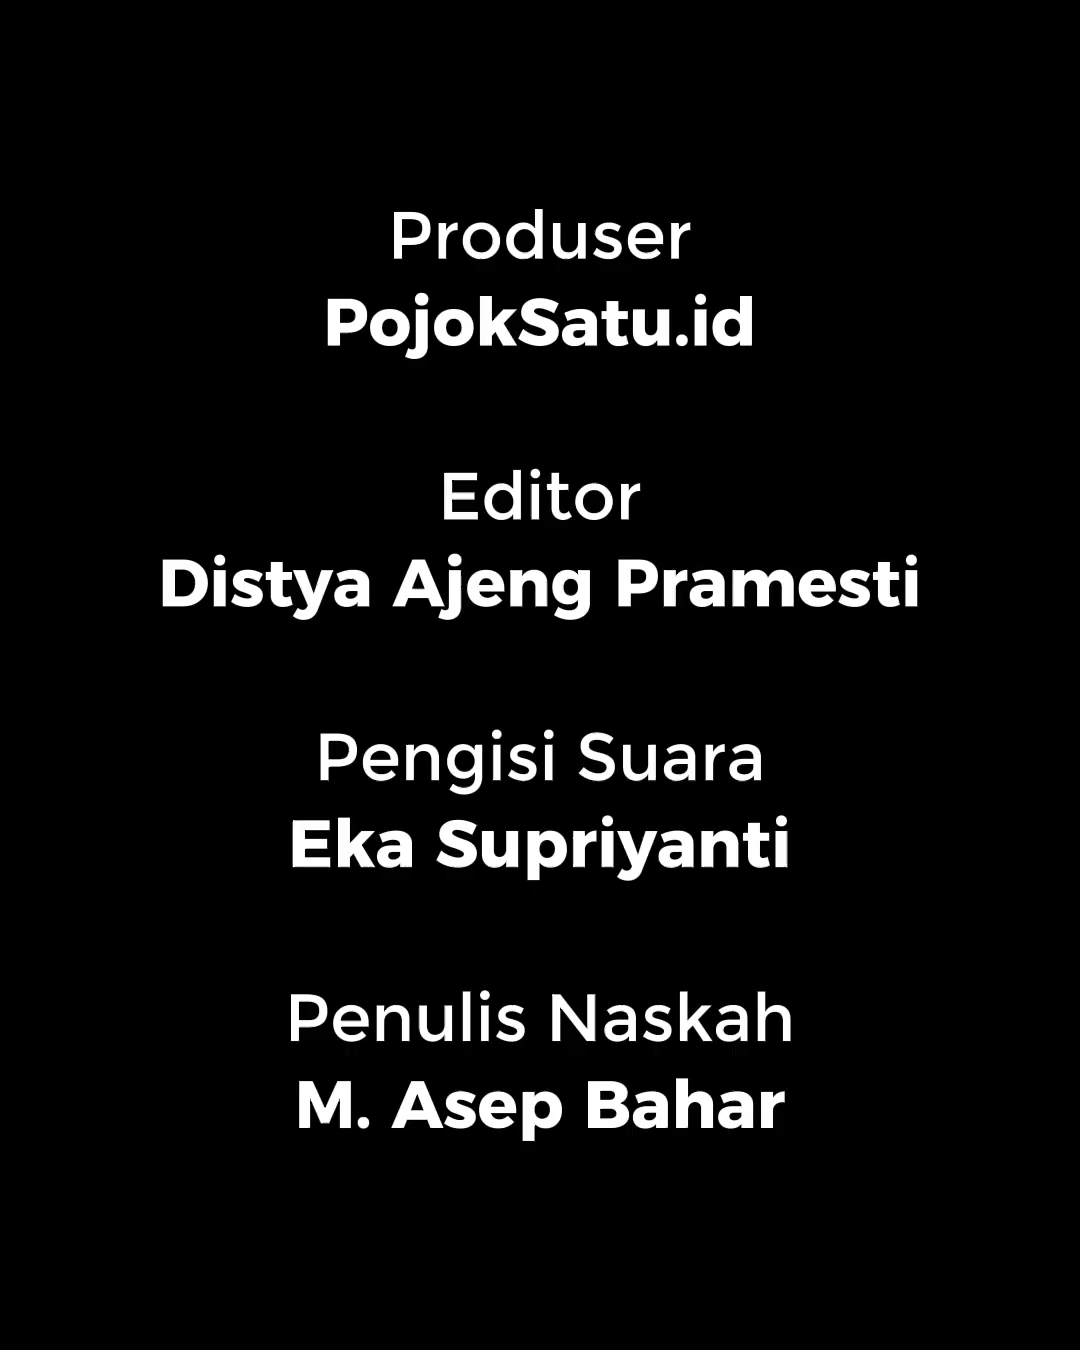 Produser
PojokSatu.id
Editor
Distya Ajeng Pramesti
Pengisi Suara
Eka Supriyanti
Penulis Naskah
M. Asep Bahar